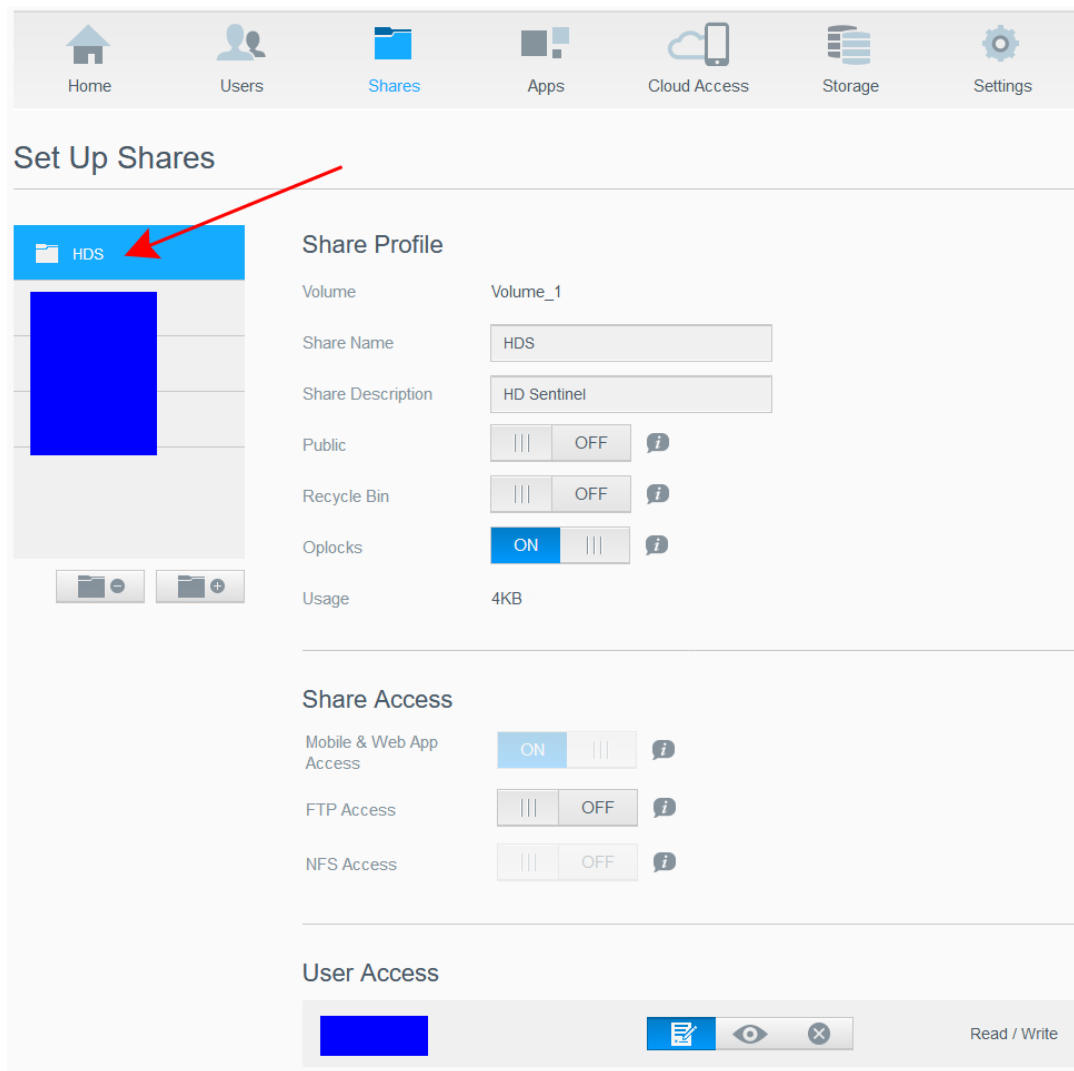 Home Users Shares Apps Cloud Access Storage Settings
Set Up Shares
HDS
Share Profile
Volume Volume_1
Share Name HDS
Share Description HD Sentinel
Public OFF
Recycle Bin OFF
Oplocks ON
Usage 4KB
Share Access
Mobile & Web App
Access ON
FTP Access OFF
NFS Access OFF
User Access
Read / Write